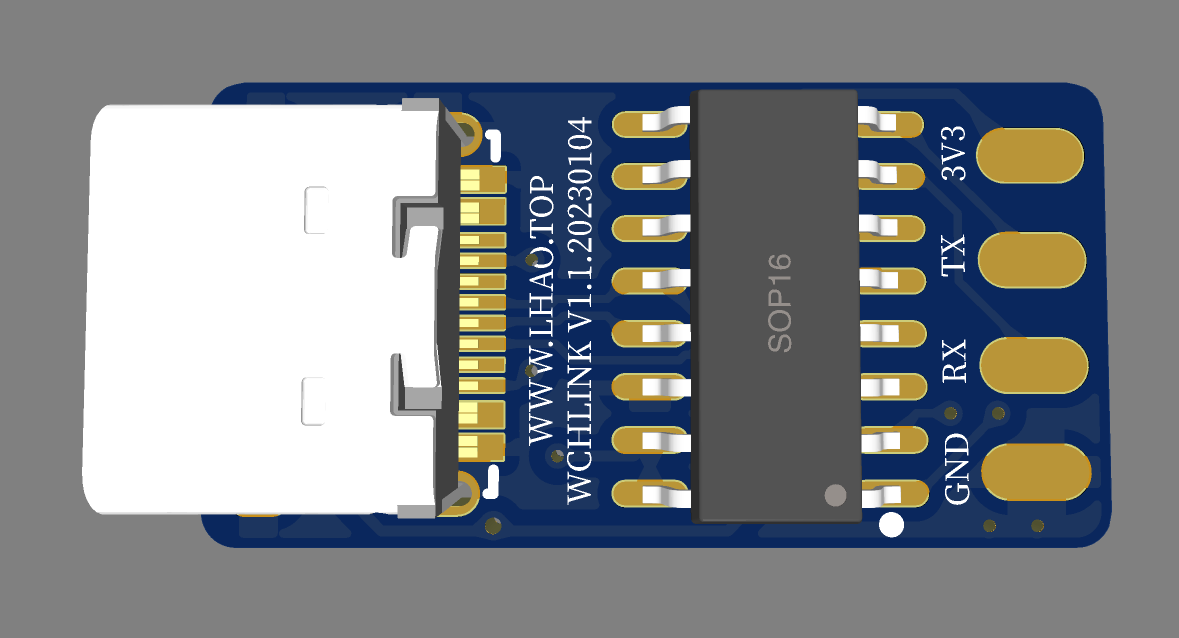 WWW.LHAO.TOP
WCHLINK V1.1.20230104
SOP16
3V3
TX
RX
GND